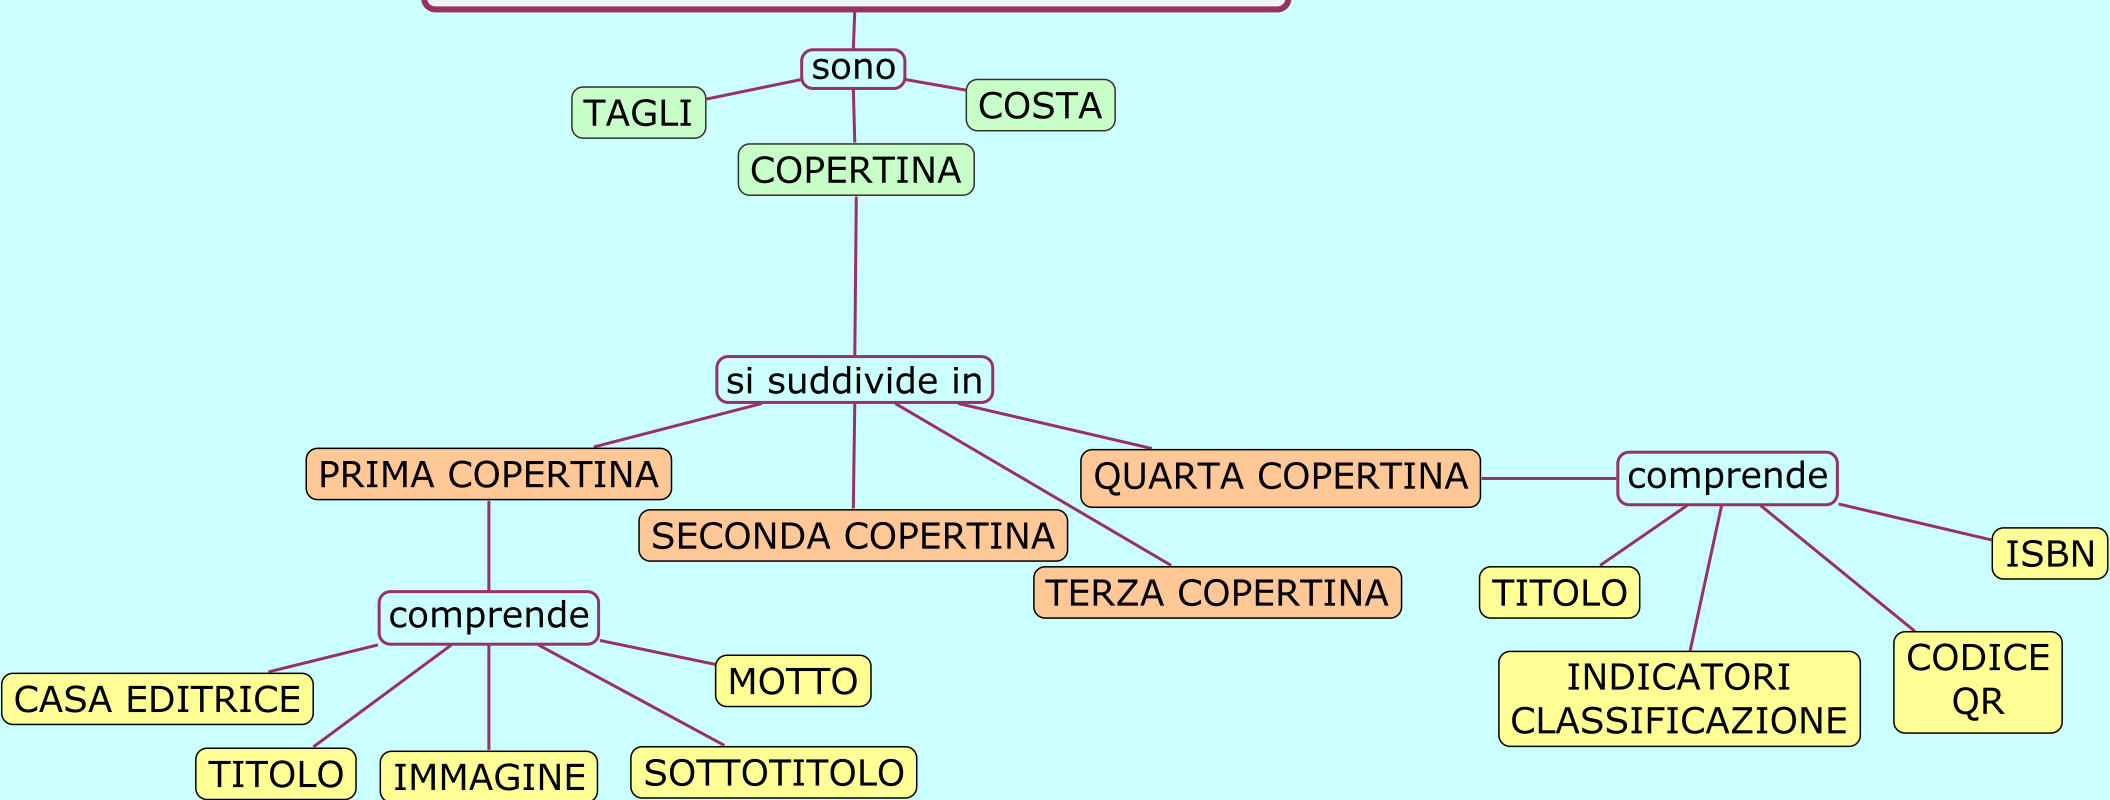 sono
TAGLI
COSTA
COPERTINA
si suddivide in
PRIMA COPERTINA
SECONDA COPERTINA
TERZA COPERTINA
QUARTA COPERTINA
comprende
CASA EDITRICE
TITOLO
IMMAGINE
SOTTOTITOLO
MOTTO
comprende
TITOLO
INDICATORI
CLASSIFICAZIONE
CODICE
QR
ISBN